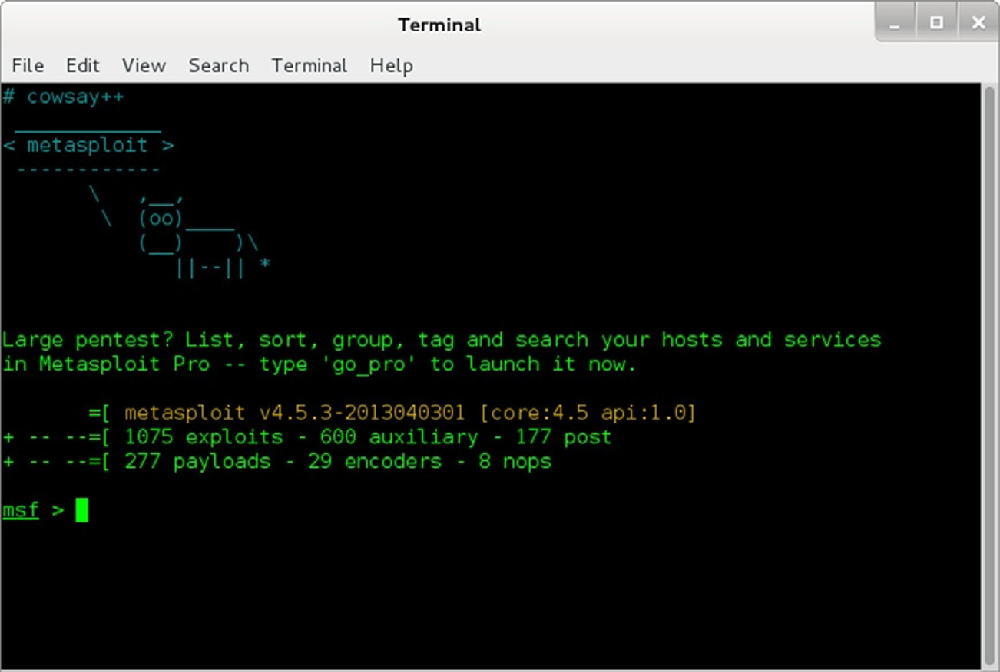 Terminal
File Edit View Search Terminal Help
# cowsay++
 ____________
< metasploit >
 ------------
       \   ,__,
        \  (oo)____
           (__)    )\
              ||--|| *
Large pentest? List, sort, group, tag and search your hosts and services
in Metasploit Pro -- type 'go_pro' to launch it now.
       =[ metasploit v4.5.3-2013040301 [core:4.5 api:1.0]
+ -- --=[ 1075 exploits - 600 auxiliary - 177 post
+ -- --=[ 277 payloads - 29 encoders - 8 nops
msf >